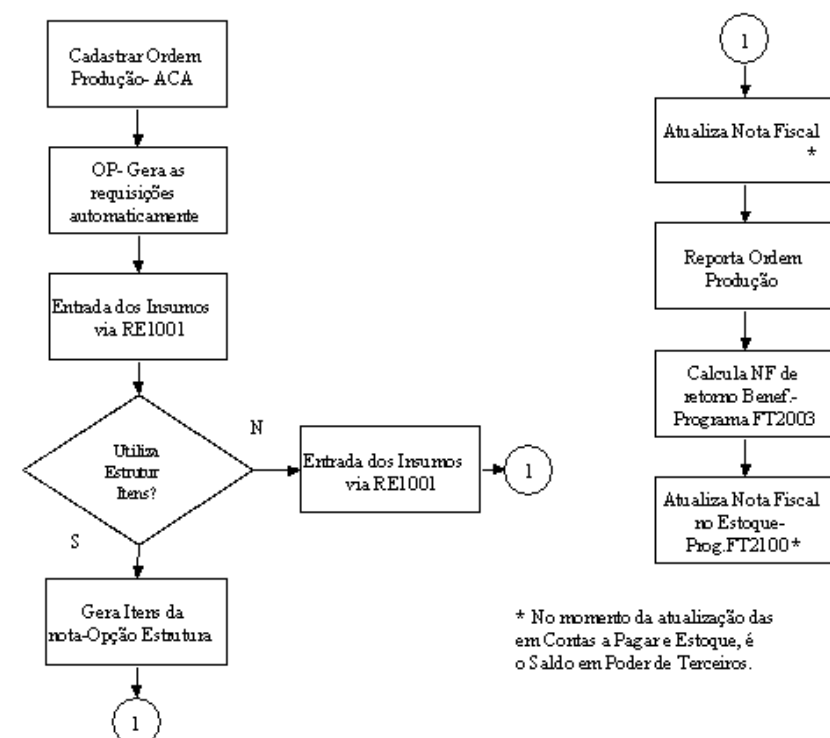 Cadastrar Ordem
Produção- ACA
OP- Gera as
requisições
automaticamente
Entrada dos Insumos
via RE1001
Utiliza
Estrutur
Itens?
N
Entrada dos Insumos
via RE1001
1
S
Gera Itens da
nota-Opção Estrutura
1
1
Atualiza Nota Fiscal
*
Reporta Ordem
Produção
Calcula NF de
retorno Benef.-
Programa FT2003
Atualiza Nota Fiscal
no Estoque-
Prog.FT2100*
* No momento da atualização das
em Contas a Pagar e Estoque, é
o Saldo em Poder de Terceiros.